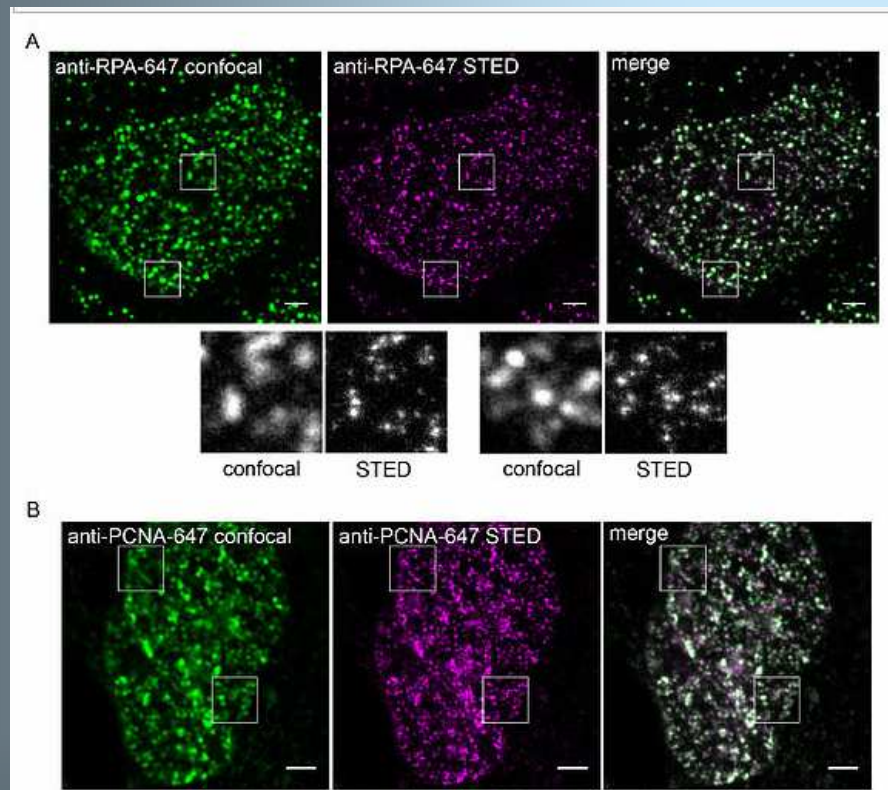 A
anti-RPA-647 confocal
anti-RPA-647 STED
merge
confocal
STED
confocal
STED
B
anti-PCNA-647 confocal
anti-PCNA-647 STED
merge